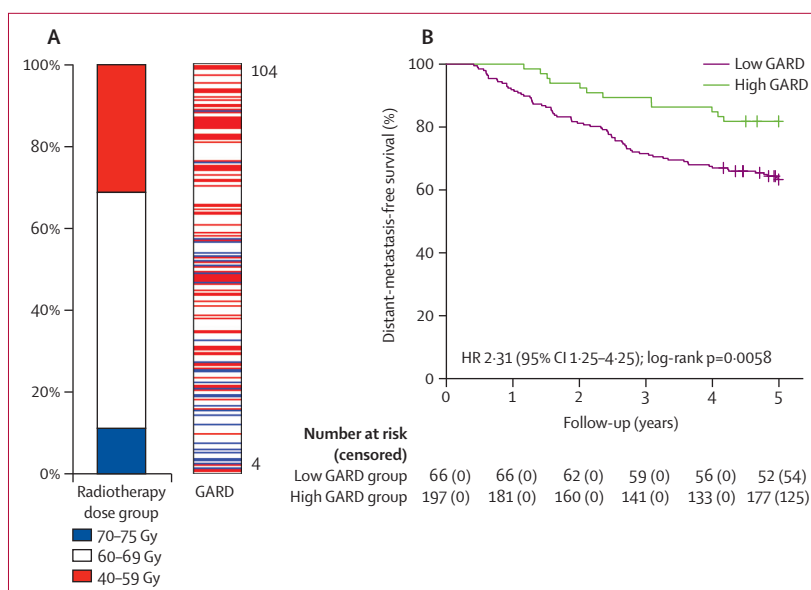 A
100%
80%
60%
40%
20%
0%
Radiotherapy
dose group
70–75 Gy
60–69 Gy
40–59 Gy
104
4
GARD
B
Low GARD
High GARD
Distant-metastasis-free survival (%)
100
80
60
40
20
0
HR 2·31 (95% CI 1·25–4·25); log-rank p=0·0058
0 1 2 3 4 5
Follow-up (years)
Number at risk
(censored)
Low GARD group 66 (0) 66 (0) 62 (0) 59 (0) 56 (0) 52 (54)
High GARD group 197 (0) 181 (0) 160 (0) 141 (0) 133 (0) 177 (125)